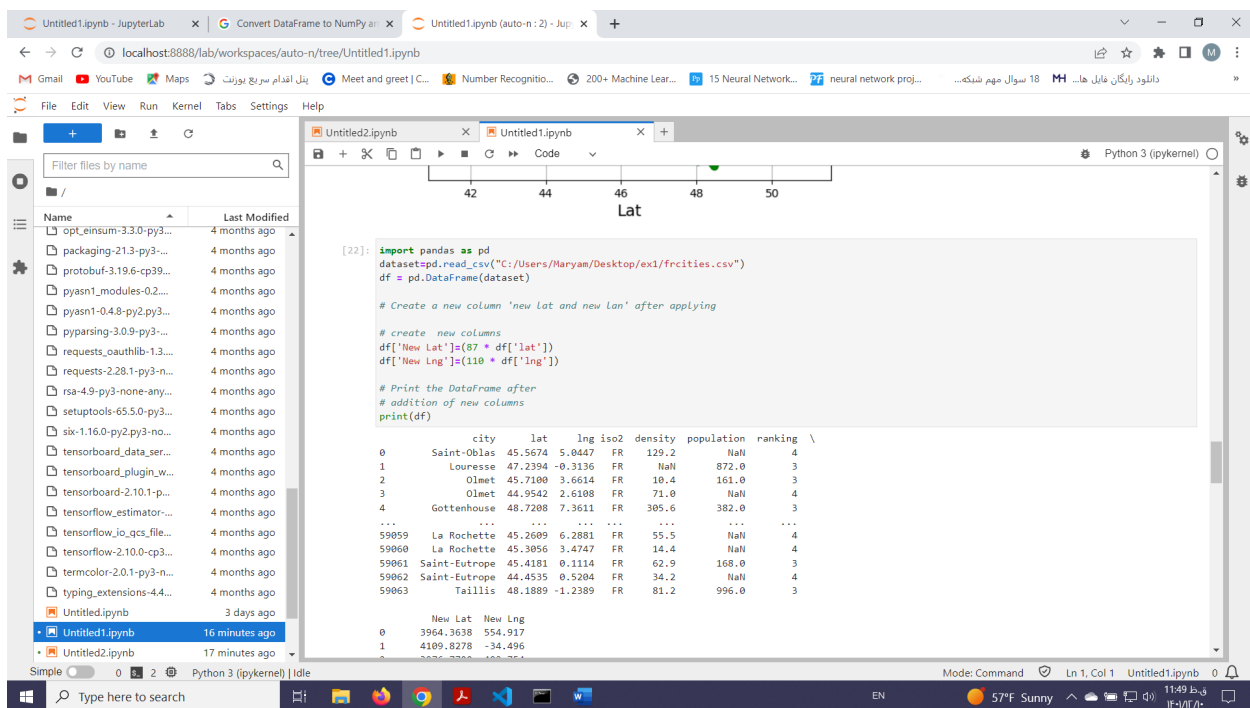 Untitled1.ipynb - JupyterLab
Convert DataFrame to NumPy ar
Untitled1.ipynb (auto-n : 2) - Jup
localhost:8888/lab/workspaces/auto-n/tree/Untitled1.ipynb
M
Gmail YouTube Maps پنل اقدام سریع یوزنت Meet and greet | C... Number Recognitio... 200+ Machine Lear... 15 Neural Network... neural network proj... 18 سوال مهم شبکه... دانلود رایگان فایل ها... »
File Edit View Run Kernel Tabs Settings Help
Filter files by name
/
Name Last Modified
opt_einsum-3.3.0-py3... 4 months ago
packaging-21.3-py3-... 4 months ago
protobuf-3.19.6-cp39... 4 months ago
pyasn1_modules-0.2.... 4 months ago
pyasn1-0.4.8-py2.py3... 4 months ago
pyparsing-3.0.9-py3-... 4 months ago
requests_oauthlib-1.3.... 4 months ago
requests-2.28.1-py3-n... 4 months ago
rsa-4.9-py3-none-any... 4 months ago
setuptools-65.5.0-py3... 4 months ago
six-1.16.0-py2.py3-no... 4 months ago
tensorboard_data_ser... 4 months ago
tensorboard_plugin_w... 4 months ago
tensorboard-2.10.1-p... 4 months ago
tensorflow_estimator-... 4 months ago
tensorflow_io_gcs_file... 4 months ago
tensorflow-2.10.0-cp3... 4 months ago
termcolor-2.0.1-py3-n... 4 months ago
typing_extensions-4.4... 4 months ago
Untitled.ipynb 3 days ago
Untitled1.ipynb 16 minutes ago
Untitled2.ipynb 17 minutes ago
Untitled2.ipynb Untitled1.ipynb
Code Python 3 (ipykernel)
42 44 46 48 50
Lat
[22]: import pandas as pd
dataset=pd.read_csv("C:/Users/Maryam/Desktop/ex1/frcities.csv")
df = pd.DataFrame(dataset)
# Create a new column 'new lat and new lan' after applying
# create  new columns
df['New Lat']=(87 * df['lat'])
df['New Lng']=(110 * df['lng'])
# Print the DataFrame after
# addition of new columns
print(df)
city lat lng iso2 density population ranking \
0 Saint-Oblas 45.5674 5.0447 FR 129.2 NaN 4
1 Louresse 47.2394 -0.3136 FR NaN 872.0 3
2 Olmet 45.7100 3.6614 FR 10.4 161.0 3
3 Olmet 44.9542 2.6108 FR 71.0 NaN 4
4 Gottenhouse 48.7208 7.3611 FR 305.6 382.0 3
... ... ... ... ... ... ... ...
59059 La Rochette 45.2609 6.2881 FR 55.5 NaN 4
59060 La Rochette 45.3056 3.4747 FR 14.4 NaN 4
59061 Saint-Eutrope 45.4181 0.1114 FR 62.9 168.0 3
59062 Saint-Eutrope 44.4535 0.5204 FR 34.2 NaN 4
59063 Taillis 48.1889 -1.2389 FR 81.2 996.0 3
New Lat New Lng
0 3964.3638 554.917
1 4109.8278 -34.496
Simple 0 2 Python 3 (ipykernel) | Idle Mode: Command Ln 1, Col 1 Untitled1.ipynb 0
Type here to search
EN
57°F Sunny
11:49 ق.ظ
۱۴۰۱/۱۲/۱۰